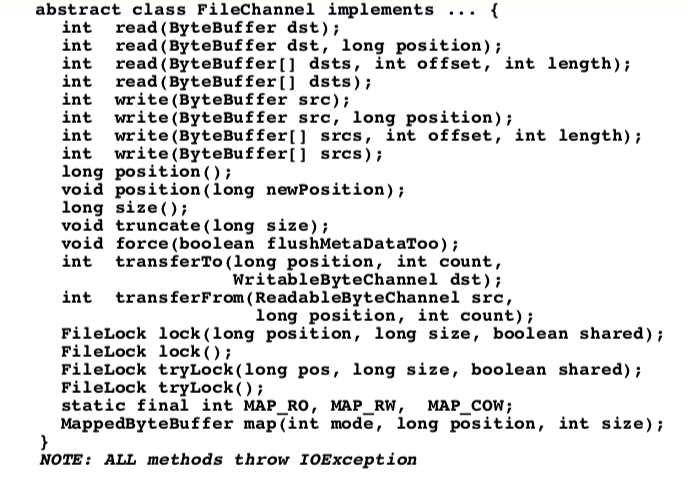 abstract class FileChannel implements ... {
int read(ByteBuffer dst);
int read(ByteBuffer dst, long position);
int read(ByteBuffer[] dsts, int offset, int length);
int read(ByteBuffer[] dsts);
int write(ByteBuffer src);
int write(ByteBuffer src, long position);
int write(ByteBuffer[] srcs, int offset, int length);
int write(ByteBuffer[] srcs);
long position();
void position(long newPosition);
long size();
void truncate(long size);
void force(boolean flushMetaDataToo);
int transferTo(long position, int count,
WritableByteChannel dst);
int transferFrom(ReadableByteChannel src,
long position, int count);
FileLock lock(long position, long size, boolean shared);
FileLock lock();
FileLock tryLock(long pos, long size, boolean shared);
FileLock tryLock();
static final int MAP_RO, MAP_RW, MAP_COW;
MappedByteBuffer map(int mode, long position, int size);
}
NOTE: ALL methods throw IOException